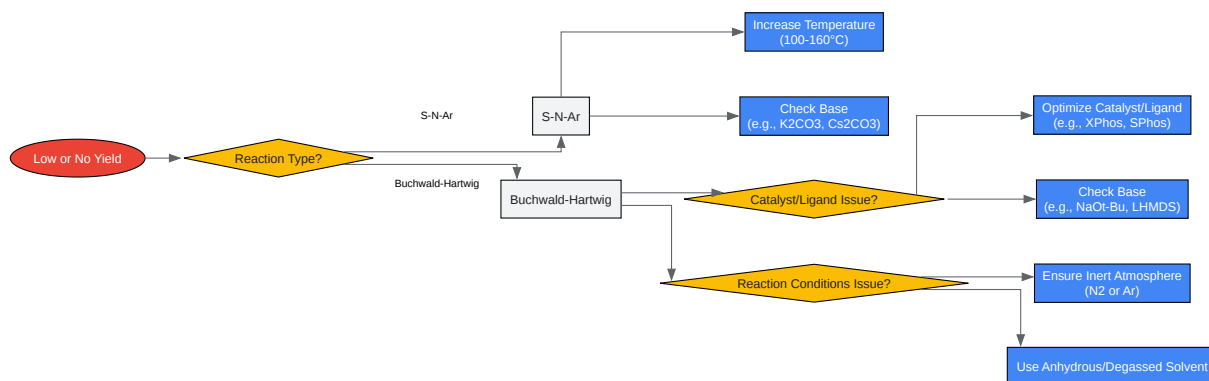 Increase Temperature
(100-160°C)
S-N-Ar
S-N-Ar
Check Base
(e.g., K2CO3, Cs2CO3)
Optimize Catalyst/Ligand
(e.g., XPhos, SPhos)
Low or No Yield
Reaction Type?
Buchwald-Hartwig
Buchwald-Hartwig
Catalyst/Ligand Issue?
Check Base
(e.g., NaOt-Bu, LHMDS)
Reaction Conditions Issue?
Ensure Inert Atmosphere
(N2 or Ar)
Use Anhydrous/Degassed Solvent